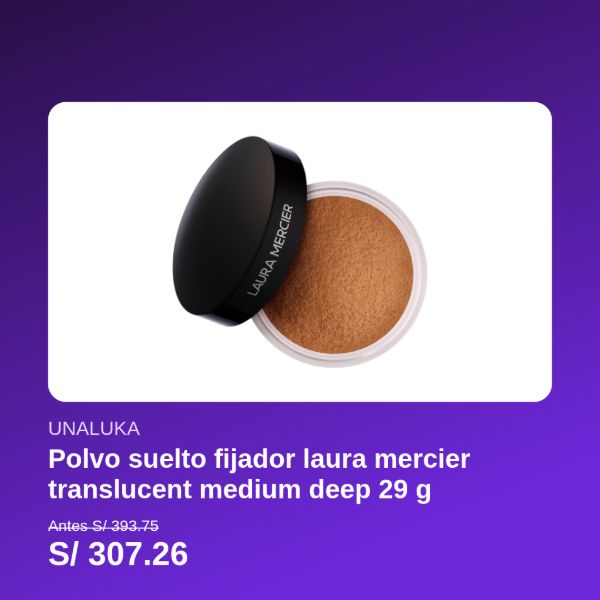 LAURA MERCIER
UNALUKA
Polvo suelto fijador laura mercier
translucent medium deep 29 g
Antes S/ 393.75
S/ 307.26